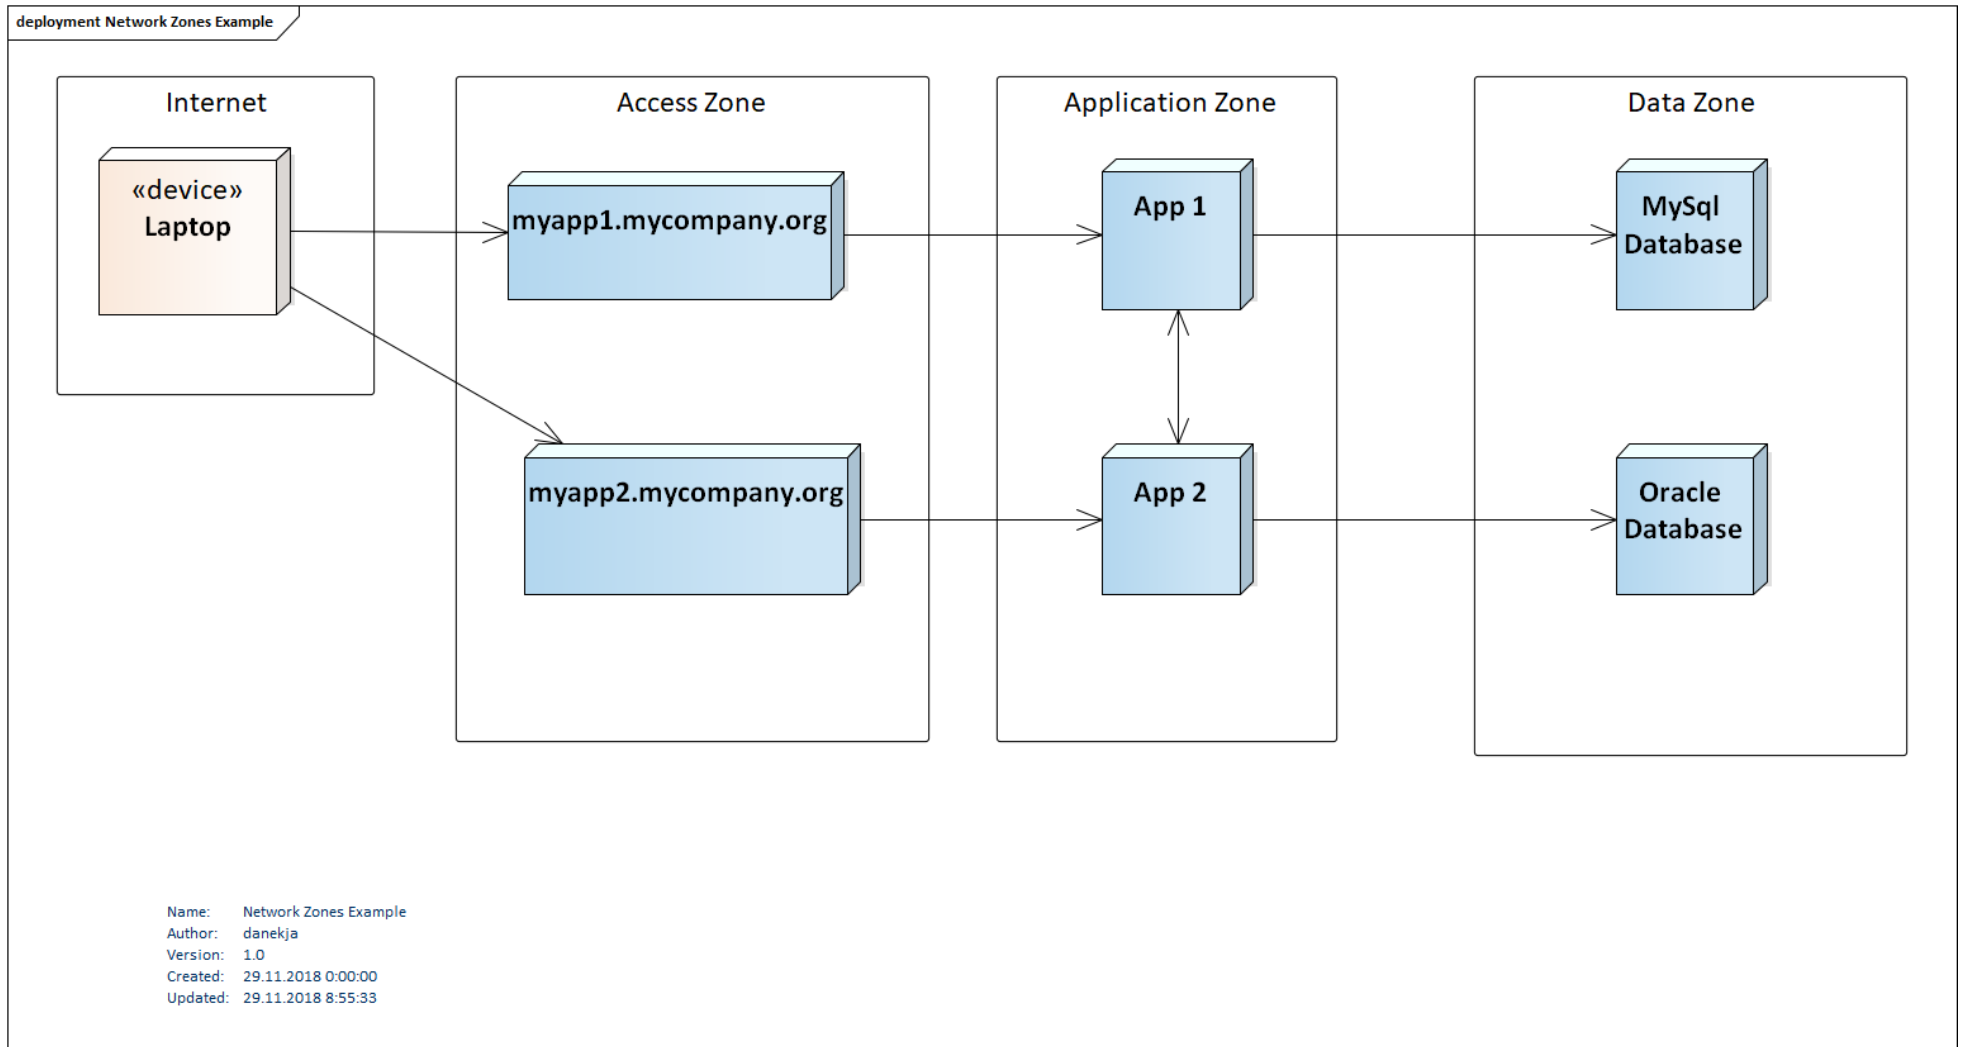 deployment Network Zones Example
Internet
Access Zone
Application Zone
Data Zone
«device»
Laptop
myapp1.mycompany.org
App 1
MySql
Database
myapp2.mycompany.org
App 2
Oracle
Database
Name: Network Zones Example
Author: danekja
Version: 1.0
Created: 29.11.2018 0:00:00
Updated: 29.11.2018 8:55:33